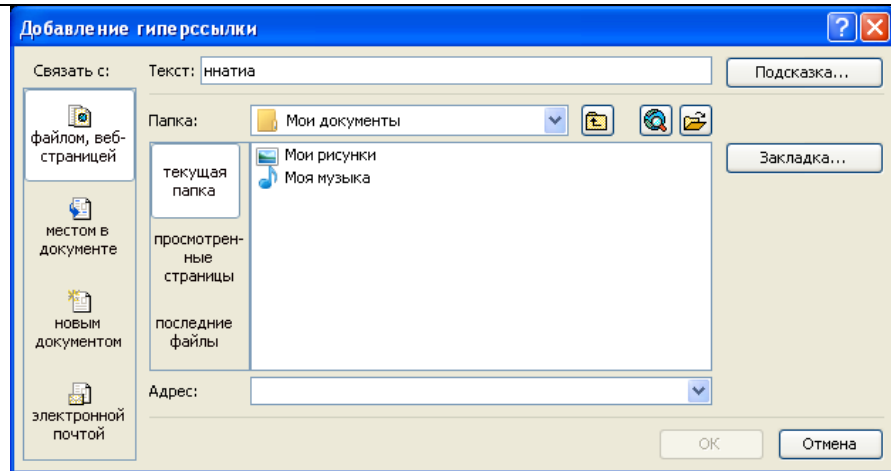 Добавление гиперссылки
Связать с:
Текст: ннатиа
Подсказка...
файлом, веб-
страницей
Папка:
Мои документы
текущая
папка
Мои рисунки
Моя музыка
Закладка...
местом в
документе
просмотрен-
ные
страницы
новым
документом
последние
файлы
Адрес:
электронной
почтой
ОК
Отмена